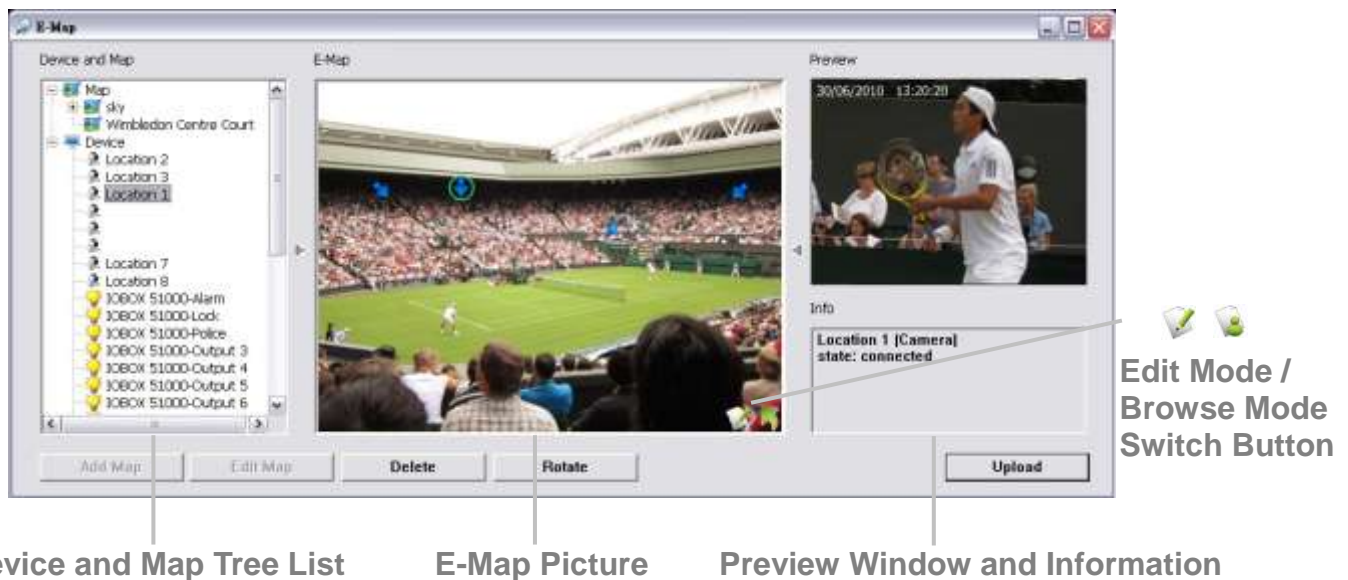 E-Map
Device and Map
E-Map
Preview
Map
sky
Wimbledon Centre Court
Device
Location 2
Location 3
Location 1
Location 7
Location 8
IOBOX 51000-Alarm
IOBOX 51000-Lock
IOBOX 51000-Police
IOBOX 51000-Output 3
IOBOX 51000-Output 4
IOBOX 51000-Output 5
IOBOX 51000-Output 6
30/06/2010 13:20:20
Info
Location 1 [Camera]
state: connected
Add Map
Edit Map
Delete
Rotate
Upload
Edit Mode /
Browse Mode
Switch Button
evice and Map Tree List
E-Map Picture
Preview Window and Information